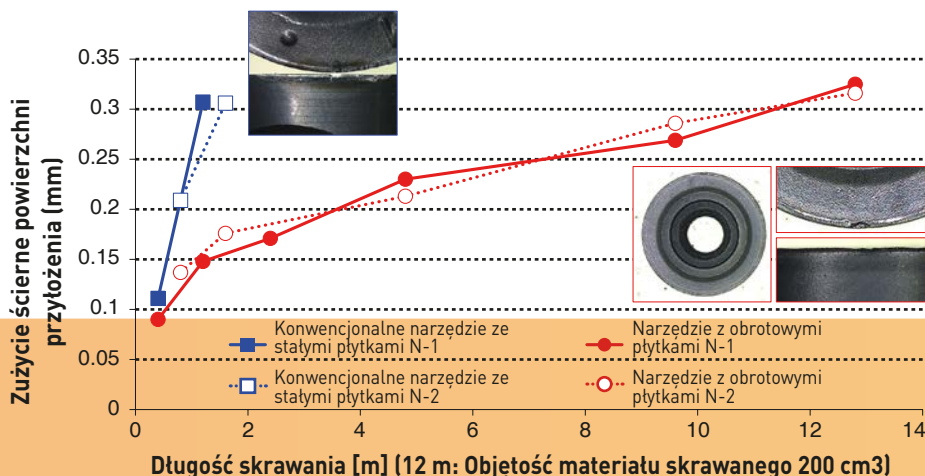 Zużycie ścierne powierzchni
przyłożenia (mm)
0.35
0.3
0.25
0.2
0.15
0.1
0.05
0
0 2 4 6 8 10 12 14
Konwencjonalne narzędzie ze
stałymi płytkami N-1
Narzędzie z obrotowymi
płytkami N-1
Konwencjonalne narzędzie ze
stałymi płytkami N-2
Narzędzie z obrotowymi
płytkami N-2
Długość skrawania [m] (12 m: Objętość materiału skrawanego 200 cm3)